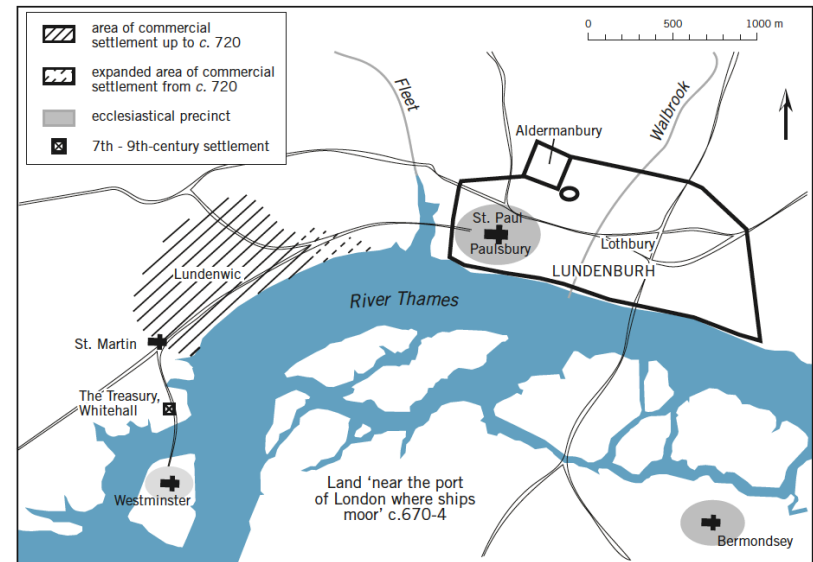 area of commercial
settlement up to c. 720
expanded area of commercial
settlement from c. 720
ecclesiastical precinct
7th - 9th-century settlement
0 500 1000 m
Fleet
Walbrook
Aldermanbury
St. Paul
Paulsbury
Lothbury
LUNDENBURH
Lundenwic
River Thames
St. Martin
The Treasury,
Whitehall
Westminster
Land ‘near the port
of London where ships
moor’ c.670-4
Bermondsey